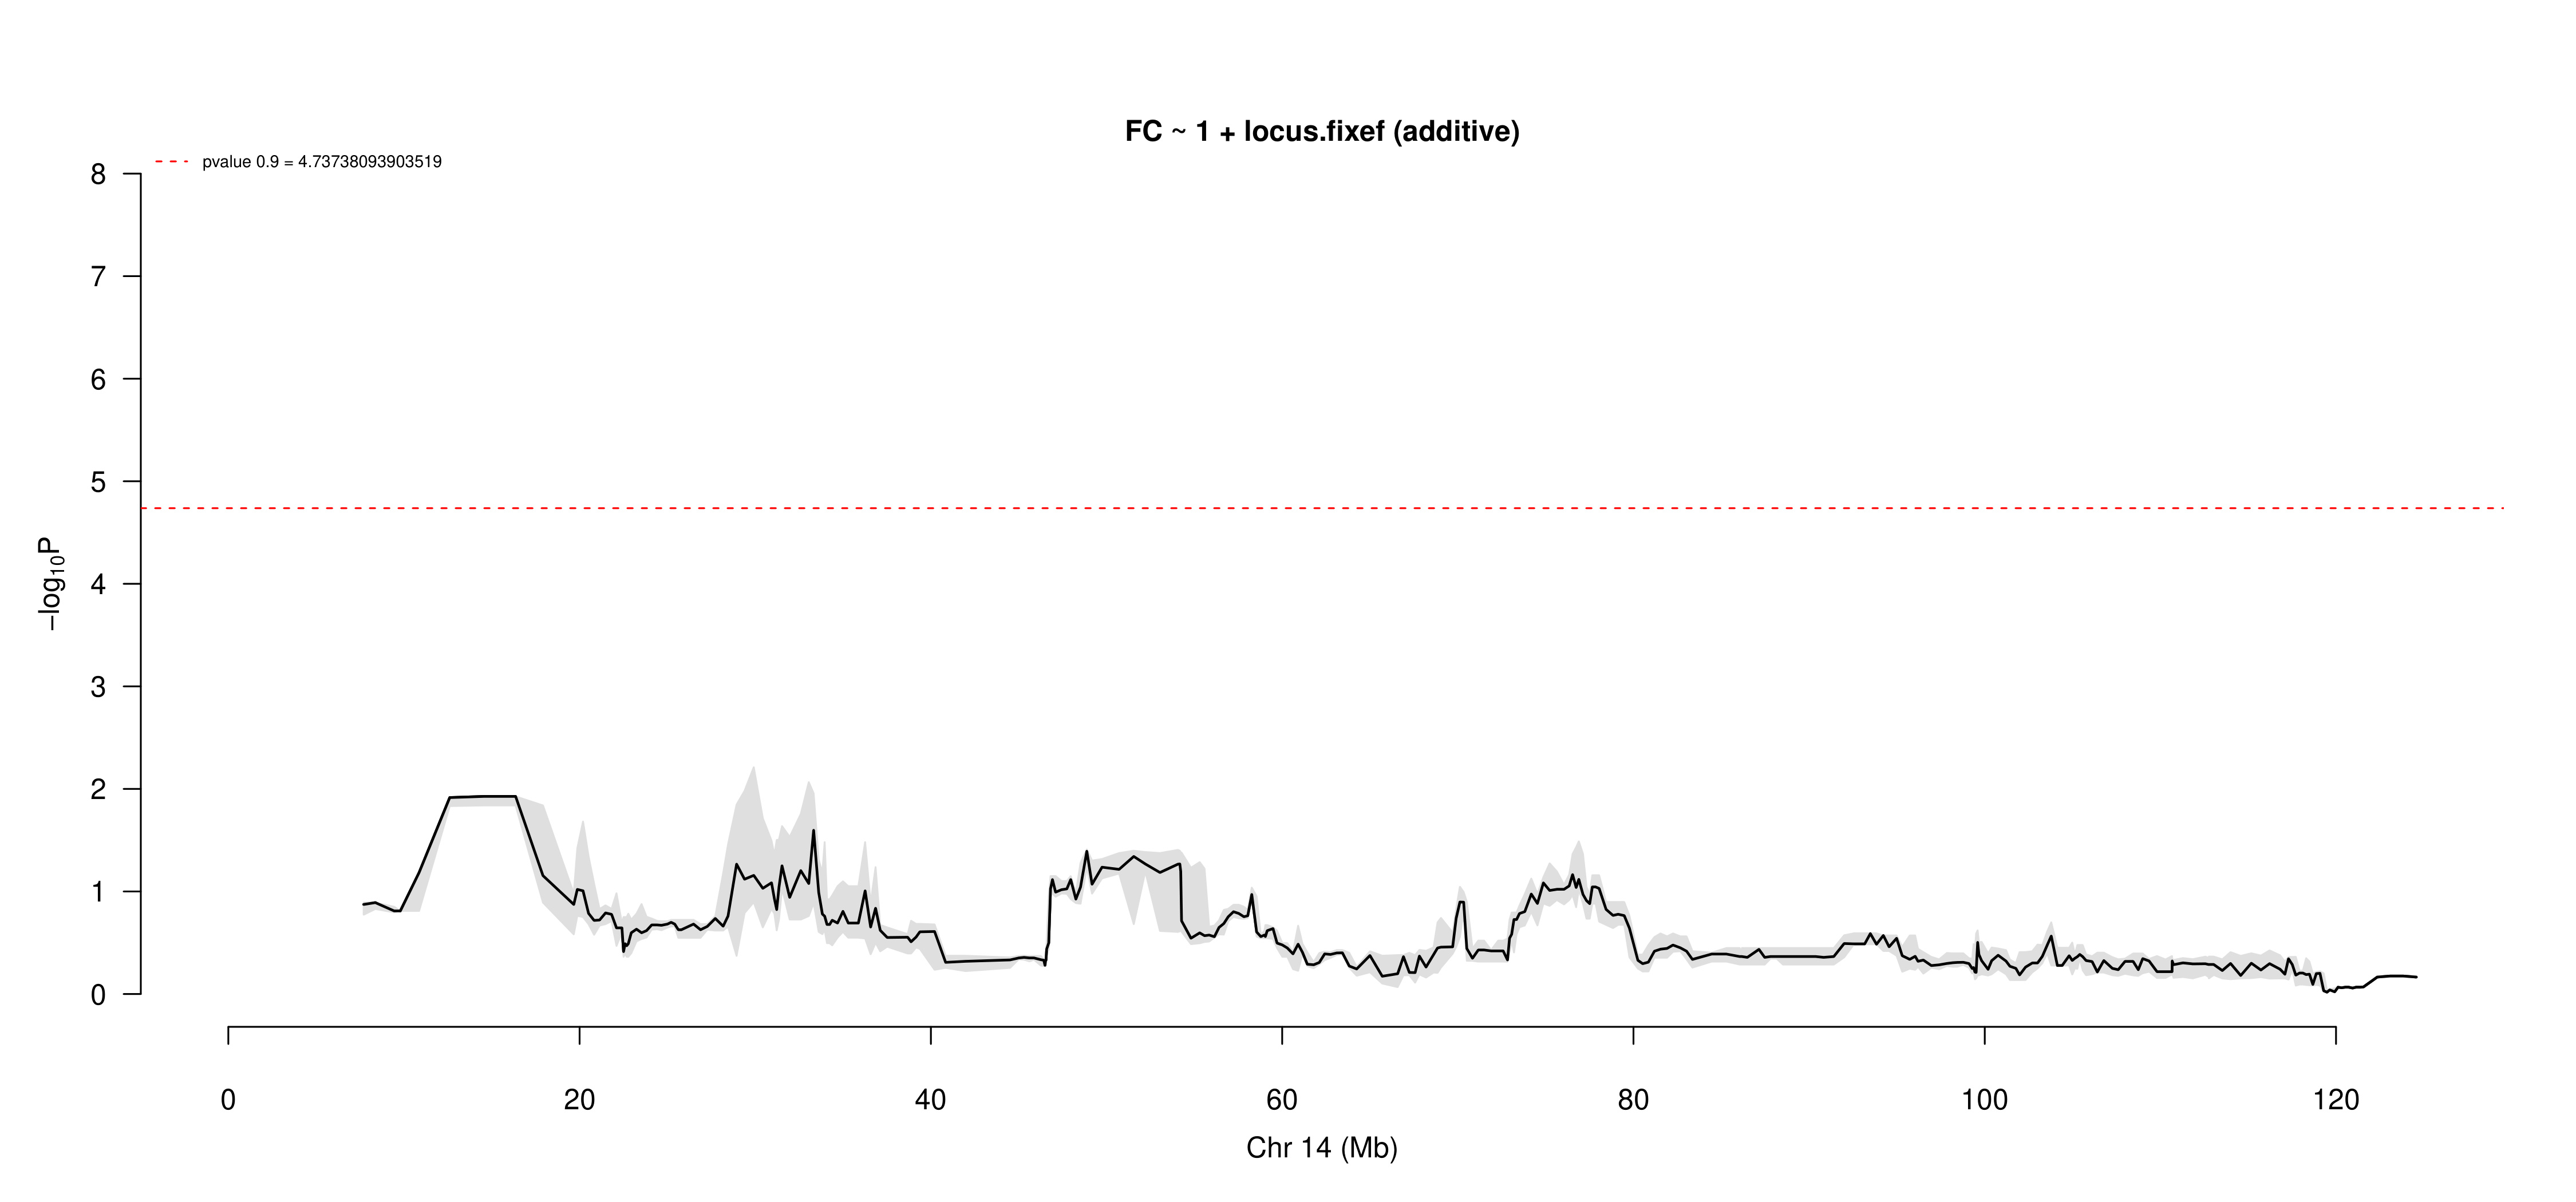 FC ~ 1 + locus.fixef (additive)
pvalue 0.9 = 4.73738093903519
8
7
6
5
4
3
2
1
0
−log10P
0 20 40 60 80 100 120
Chr 14 (Mb)